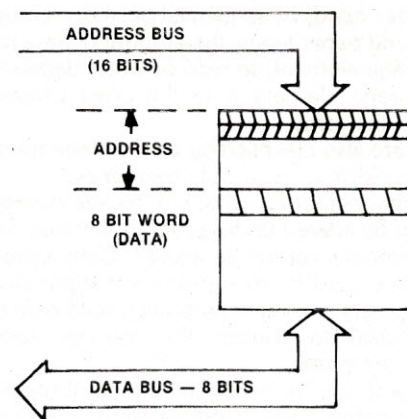 ADDRESS BUS
(16 BITS)
ADDRESS
8 BIT WORD
(DATA)
DATA BUS — 8 BITS